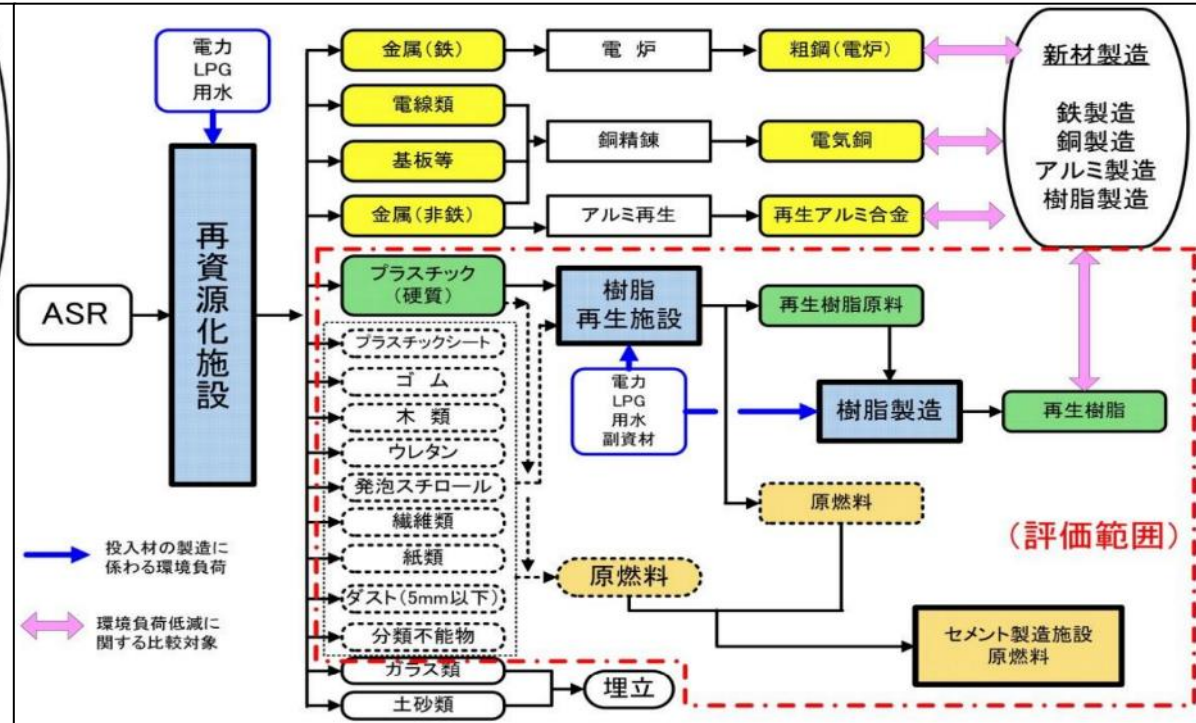 電力
LPG
用水
ASR
再資源化施設
金属(鉄)
電炉
粗鋼(電炉)
電線類
基板等
銅精錬
電気銅
金属(非鉄)
アルミ再生
再生アルミ合金
新材製造
鉄製造
銅製造
アルミ製造
樹脂製造
プラスチック
(硬質)
樹脂
再生施設
再生樹脂原料
プラスチックシート
ゴム
木類
ウレタン
発泡スチロール
繊維類
紙類
ダスト(5mm以下)
分類不能物
ガラス類
土砂類
電力
LPG
用水
副資材
樹脂製造
再生樹脂
原燃料
(評価範囲)
原燃料
セメント製造施設
原燃料
埋立
投入材の製造に
係わる環境負荷
環境負荷低減に
関する比較対象